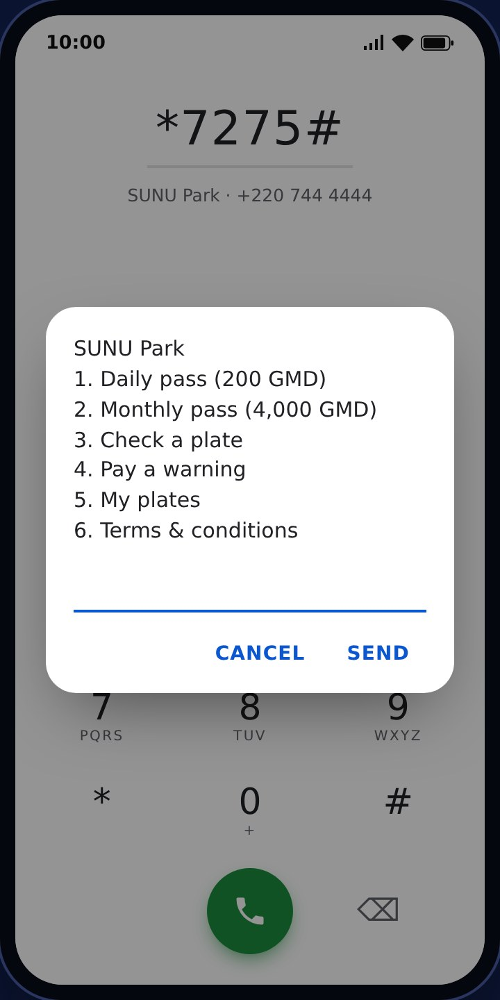 10:00
*7275#
SUNU Park · +220 744 4444
SUNU Park
1. Daily pass (200 GMD)
2. Monthly pass (4,000 GMD)
3. Check a plate
4. Pay a warning
5. My plates
6. Terms & conditions
CANCEL SEND
7 8 9
PQRS TUV WXYZ
* 0 #
+